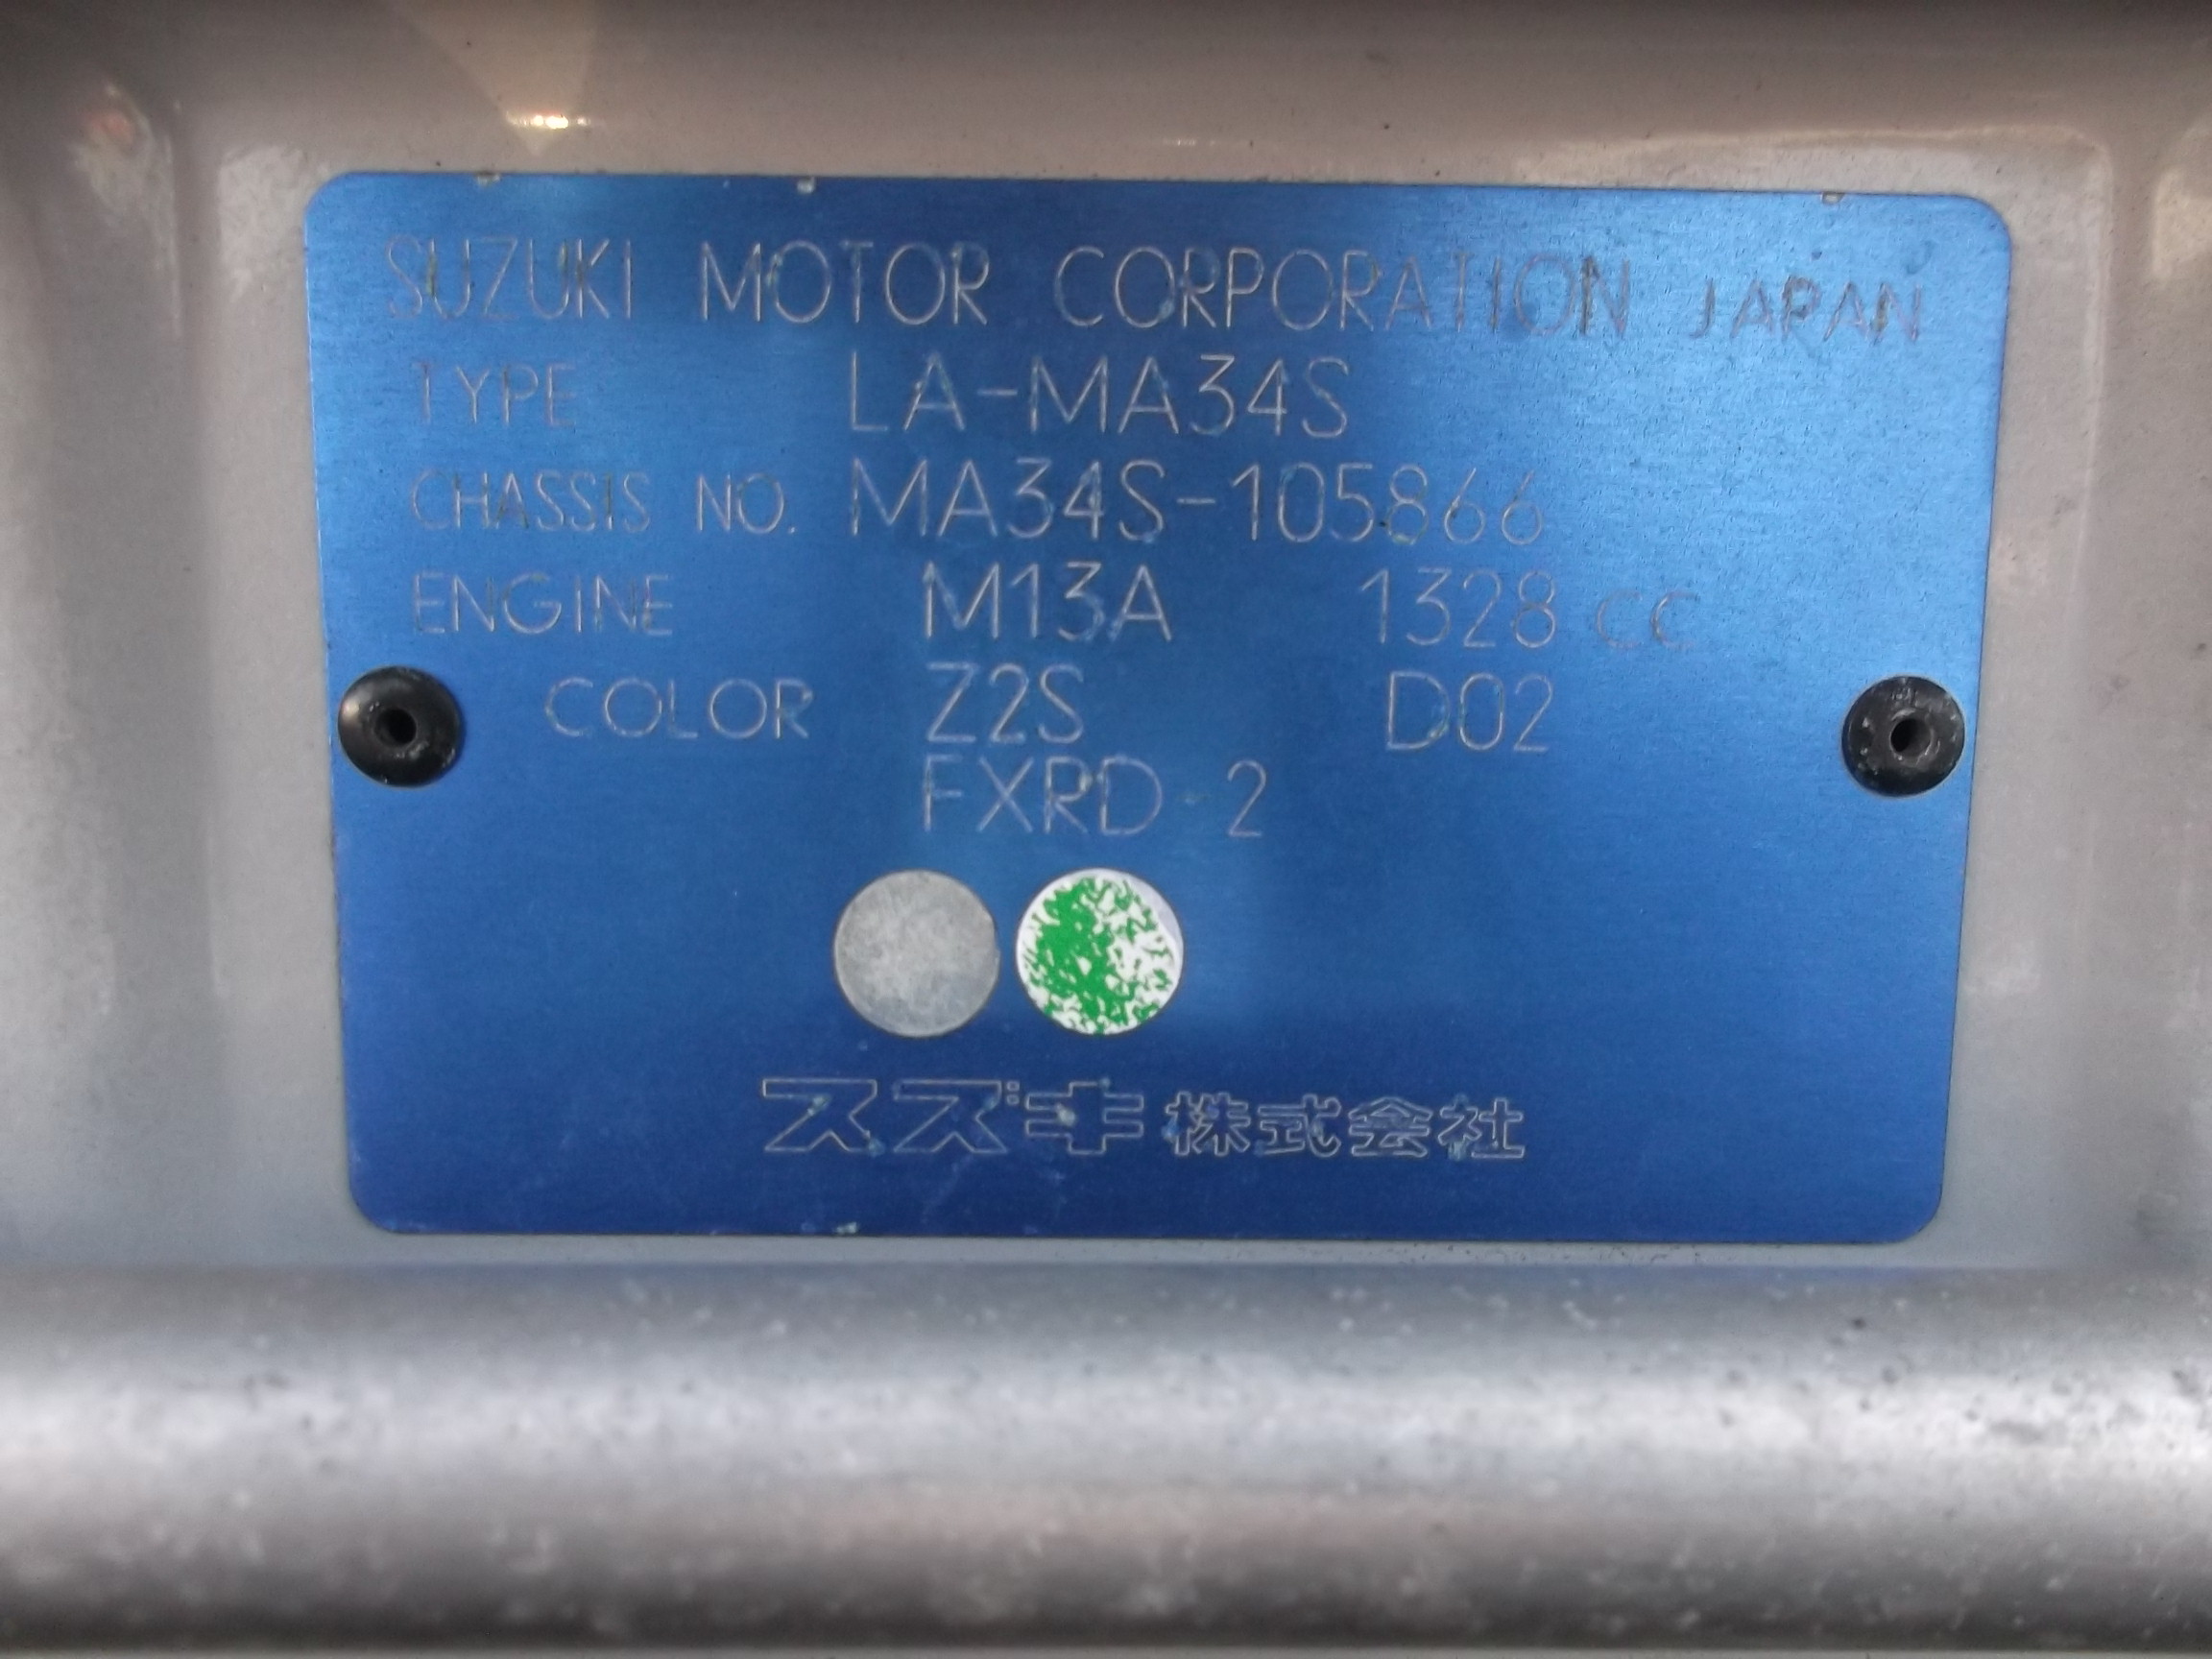 SUZUKI MOTOR CORPORATION JAPAN
TYPE LA-MA34S
CHASSIS NO. MA34S-105866
ENGINE M13A 1328 CC
COLOR Z2S D02
FXRD-2
スズキ株式会社